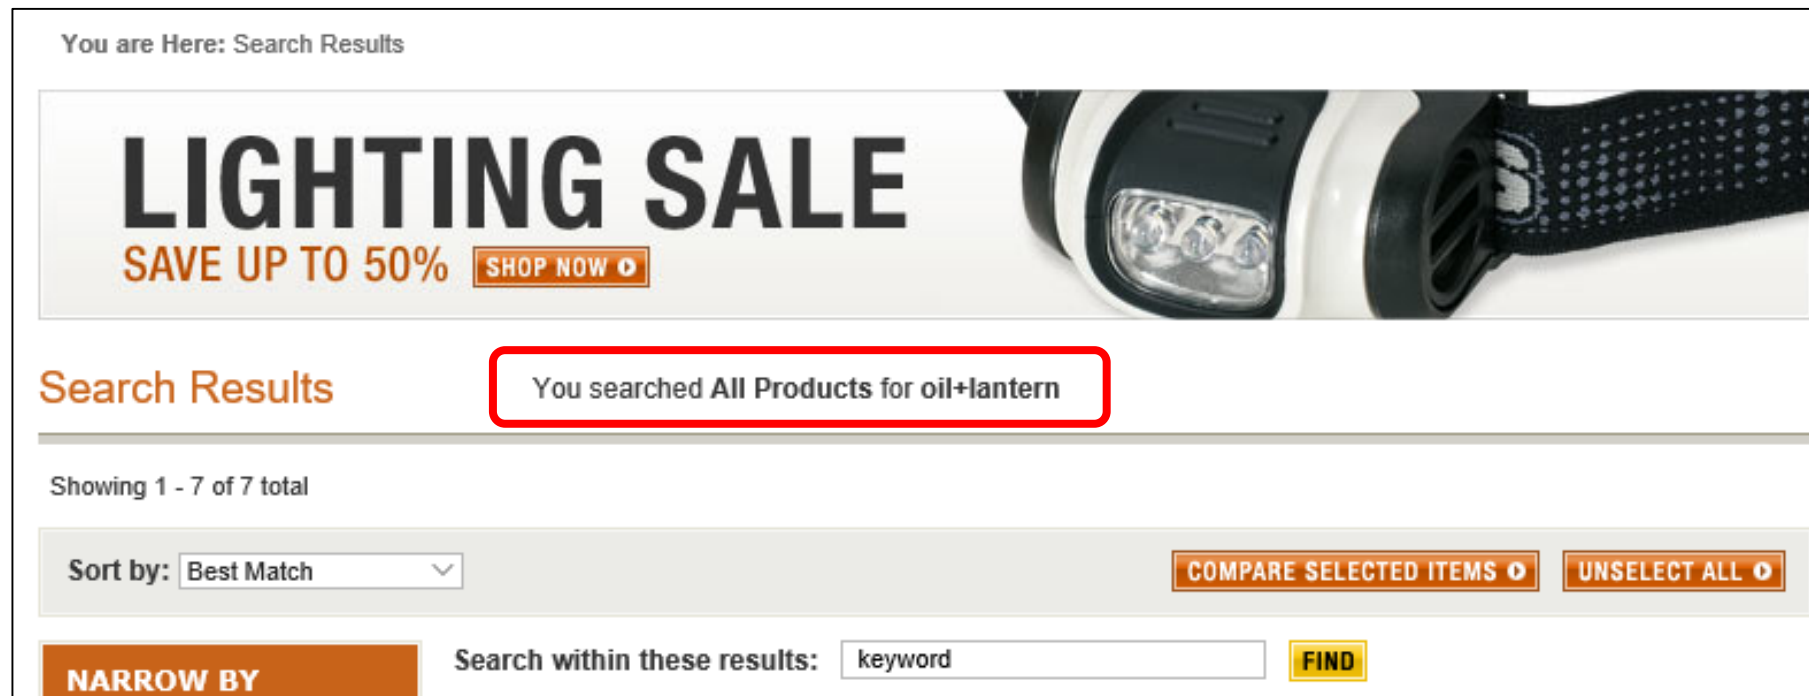 You are Here: Search Results
LIGHTING SALE
SAVE UP TO 50% SHOP NOW
Search Results You searched All Products for oil+lantern
Showing 1 - 7 of 7 total
Sort by: Best Match COMPARE SELECTED ITEMS UNSELECT ALL
NARROW BY Search within these results: keyword FIND